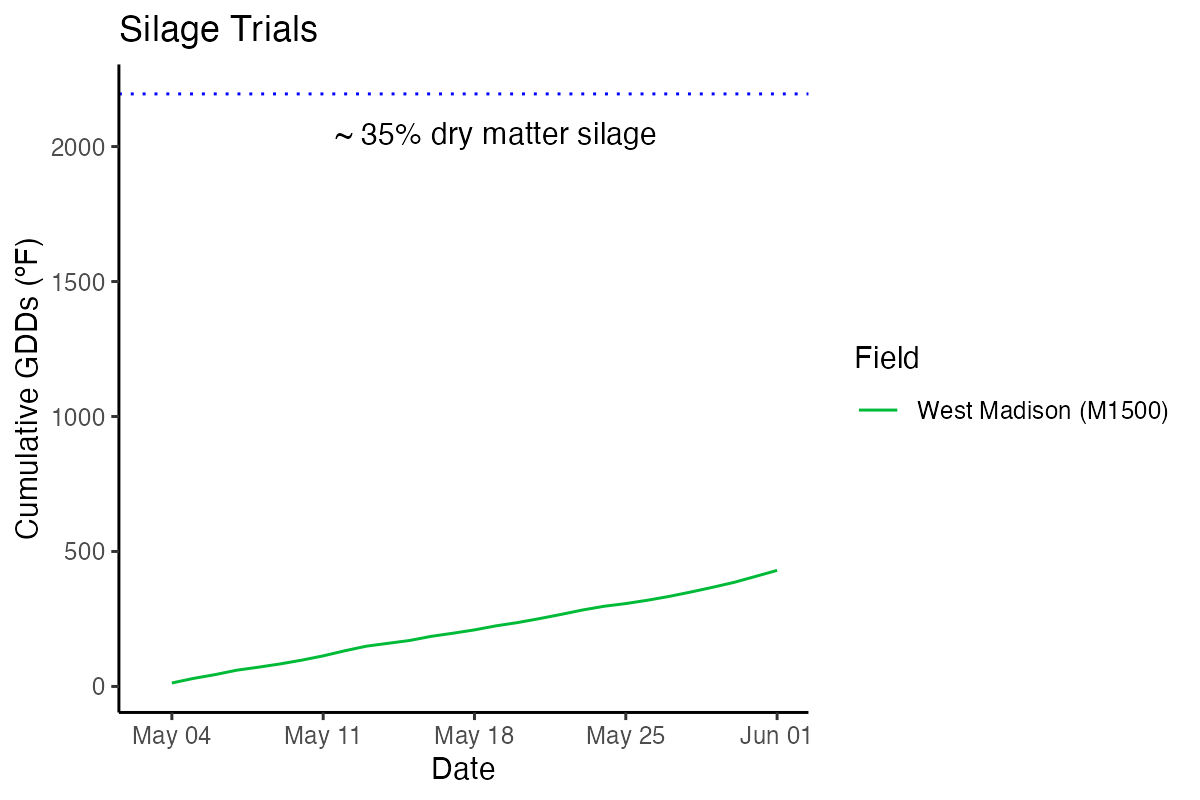 Silage Trials
~ 35% dry matter silage
2000
1500
1000
500
0
Cumulative GDDs (°F)
May 04
May 11
May 18
May 25
Jun 01
Date
Field
West Madison (M1500)